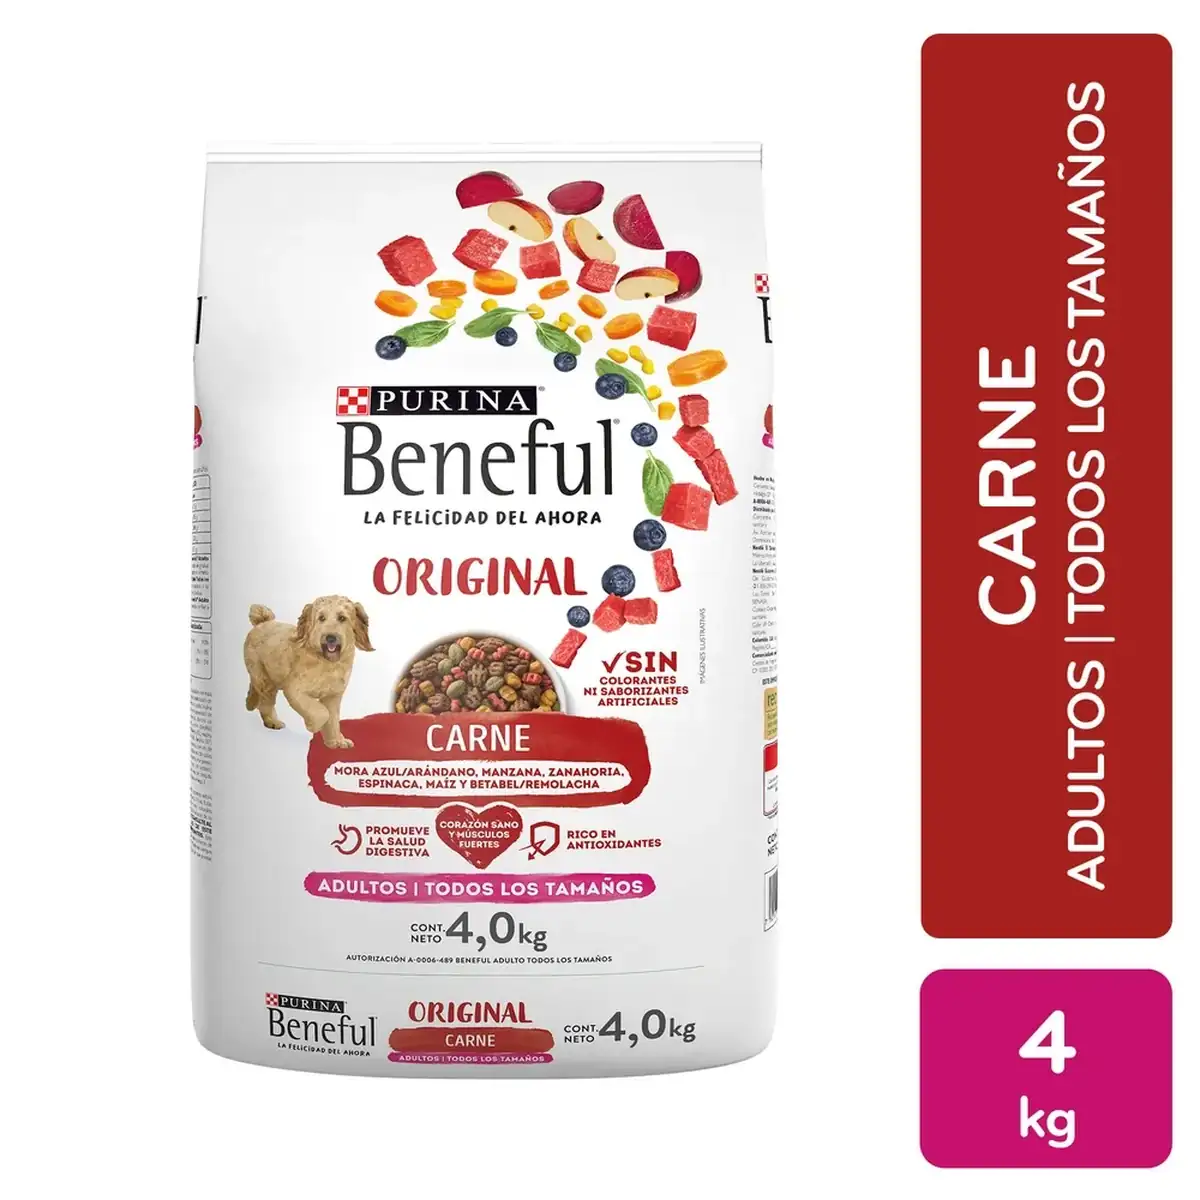 PURINA
Beneful
LA FELICIDAD DEL AHORA
ORIGINAL
✓SIN
COLORANTES
NI SABORIZANTES
ARTIFICIALES
IMÁGENES ILUSTRATIVAS
CARNE
MORA AZUL/ARÁNDANO, MANZANA, ZANAHORIA,
ESPINACA, MAÍZ Y BETABEL/REMOLACHA
PROMUEVE
LA SALUD
DIGESTIVA
CORAZÓN SANO
Y MÚSCULOS
FUERTES
RICO EN
ANTIOXIDANTES
ADULTOS | TODOS LOS TAMAÑOS
CONT.
NETO 4,0kg
AUTORIZACIÓN A-0006-489 BENEFUL ADULTO TODOS LOS TAMAÑOS
PURINA
Beneful
LA FELICIDAD DEL AHORA
ORIGINAL
CARNE
ADULTOS | TODOS LOS TAMAÑOS
CONT.
NETO 4,0kg
CARNE
ADULTOS | TODOS LOS TAMAÑOS
4
kg